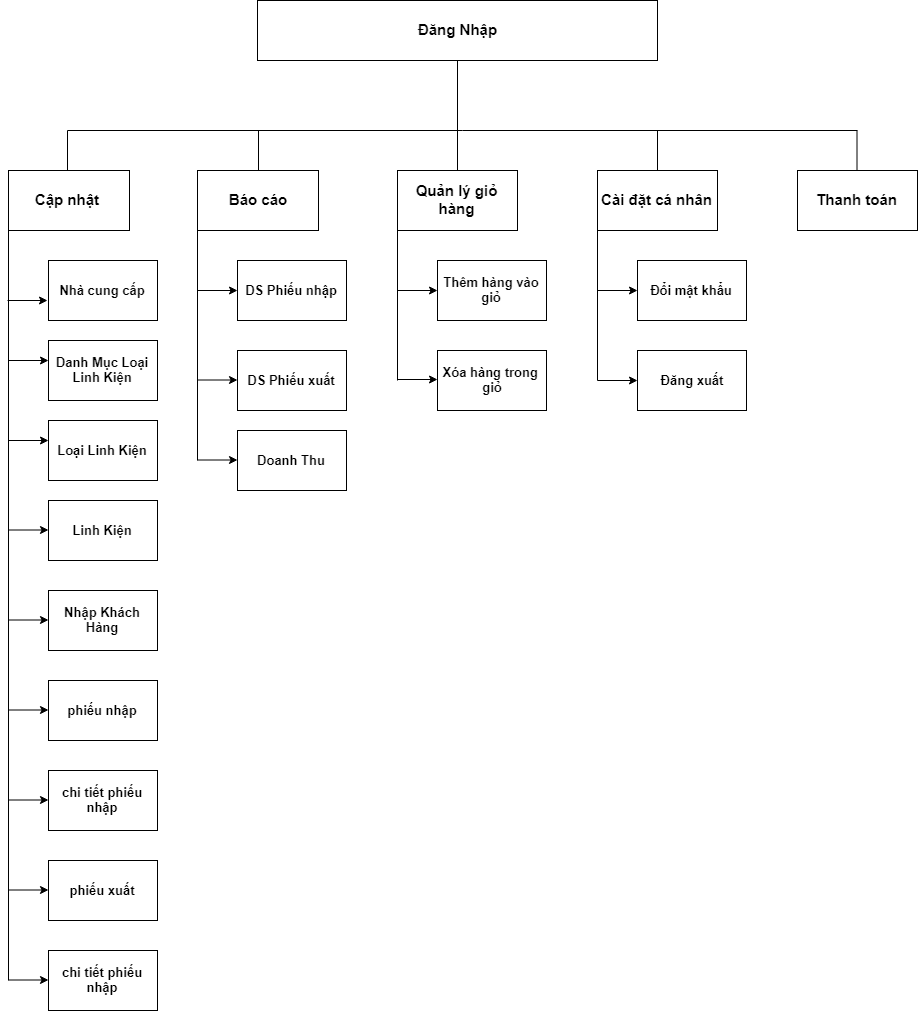 Đăng Nhập
Cập nhật
Báo cáo
Quản lý giỏ
hàng
Cài đặt cá nhân
Thanh toán
Nhà cung cấp
Danh Mục Loại
Linh Kiện
Loại Linh Kiện
Linh Kiện
Nhập Khách
Hàng
phiếu nhập
chi tiết phiếu
nhập
phiếu xuất
chi tiết phiếu
nhập
DS Phiếu nhập
DS Phiếu xuất
Doanh Thu
Thêm hàng vào
giỏ
Xóa hàng trong
giỏ
Đổi mật khẩu
Đăng xuất